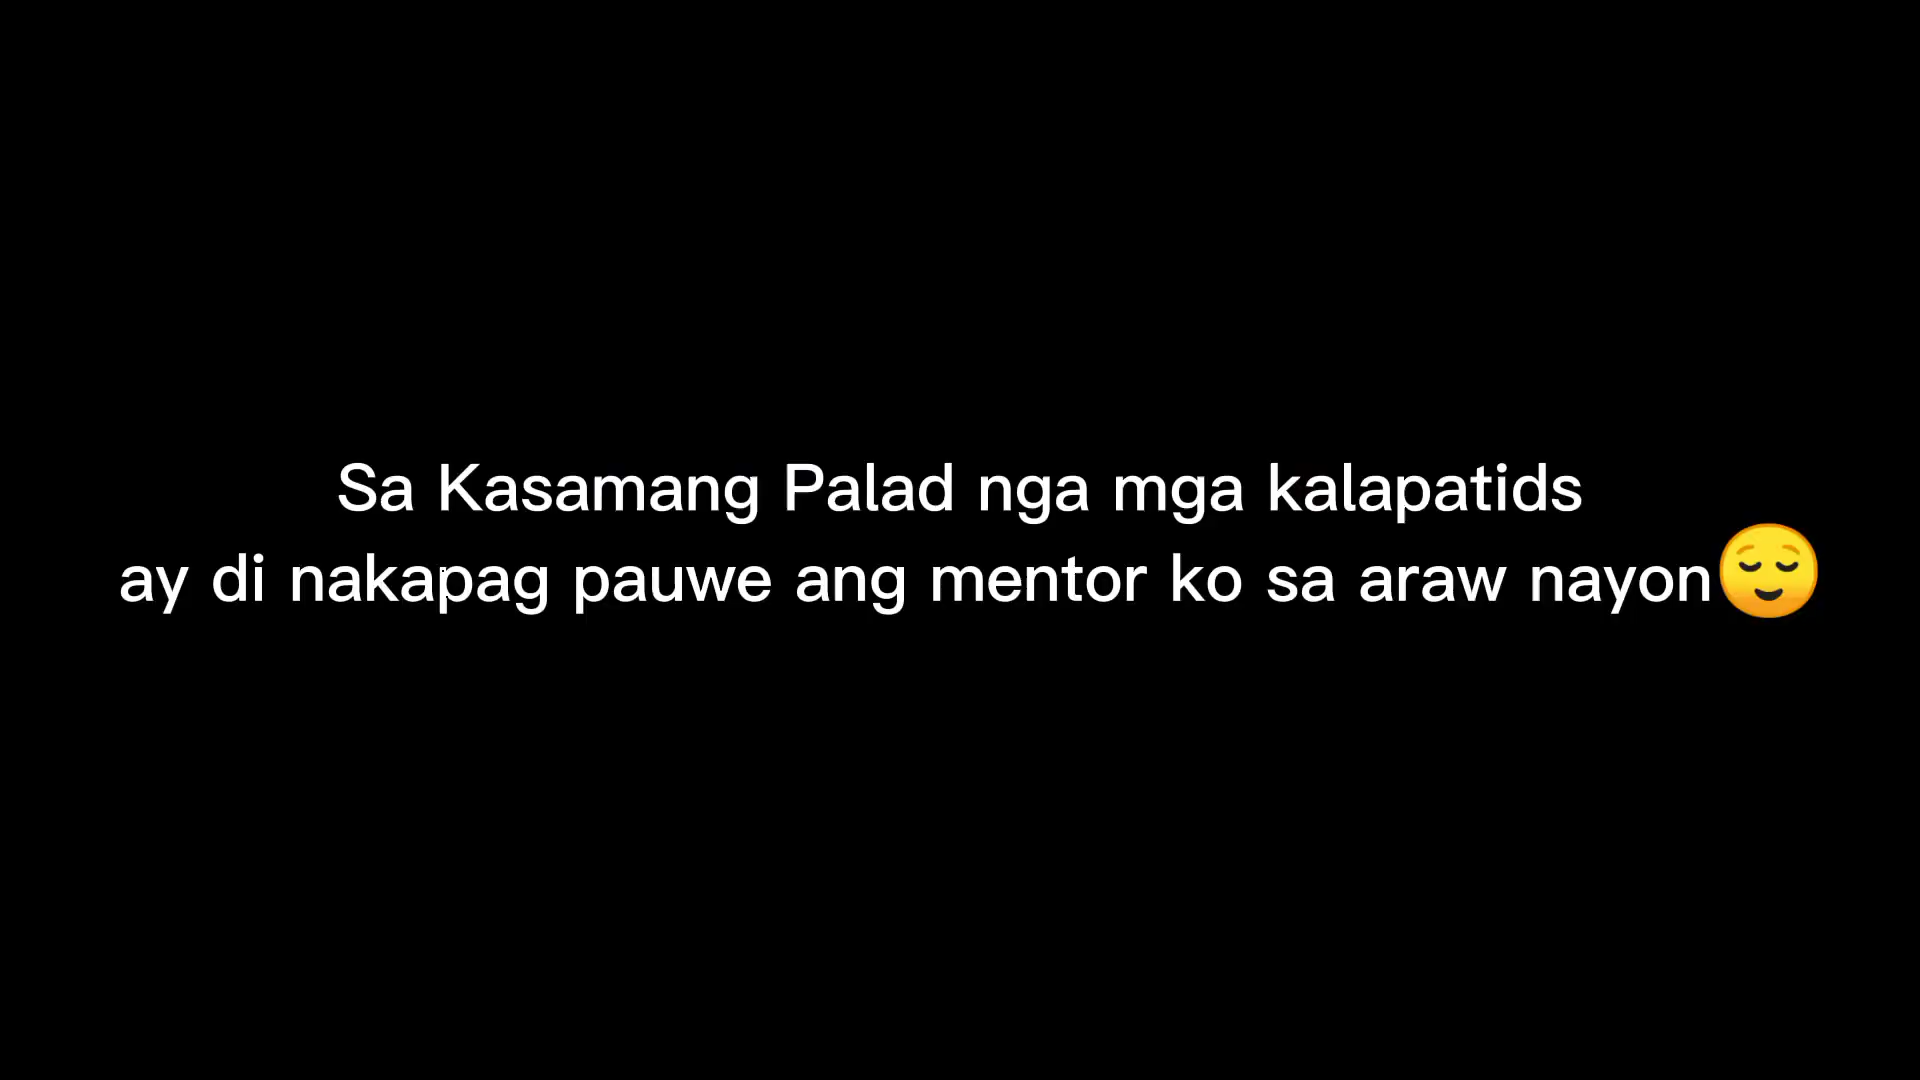 Sa Kasamang Palad nga mga kalapatids
ay di nakapag pauwe ang mentor ko sa araw nayon😌